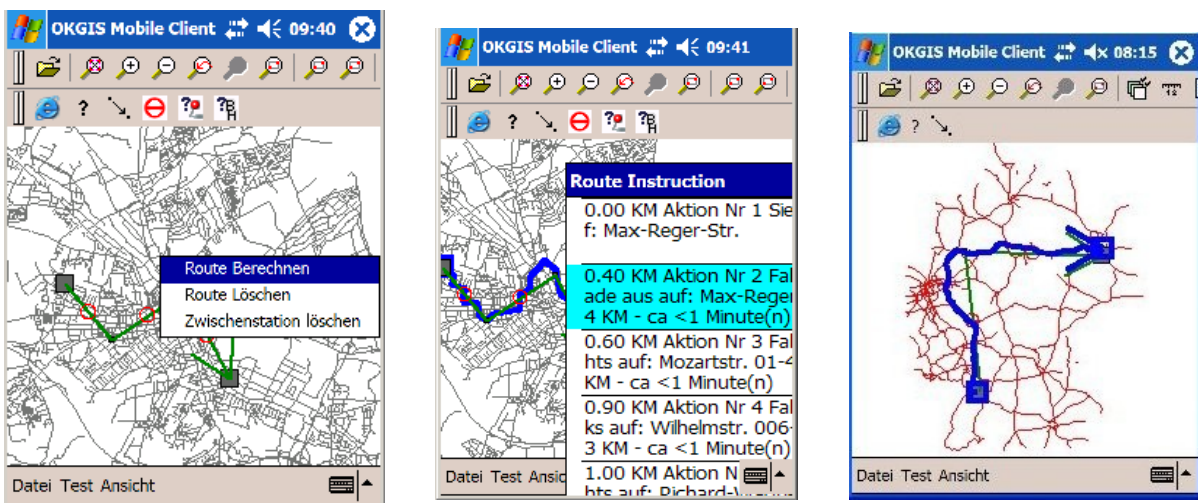 OKGIS Mobile Client 09:40
?
Route Berechnen
Route Löschen
Zwischenstation löschen
Datei Test Ansicht
OKGIS Mobile Client 09:41
?
Route Instruction
0.00 KM Aktion Nr 1 Sie
f: Max-Reger-Str.
0.40 KM Aktion Nr 2 Fal
ade aus auf: Max-Reger
4 KM - ca <1 Minute(n)
0.60 KM Aktion Nr 3 Fal
hts auf: Mozartstr. 01-4
KM - ca <1 Minute(n)
0.90 KM Aktion Nr 4 Fal
ks auf: Wilhelmstr. 006-
3 KM - ca <1 Minute(n)
1.00 KM Aktion N
hts auf:
Datei Test Ansic
OKGIS Mobile Client 08:15
?
Datei Test Ansicht